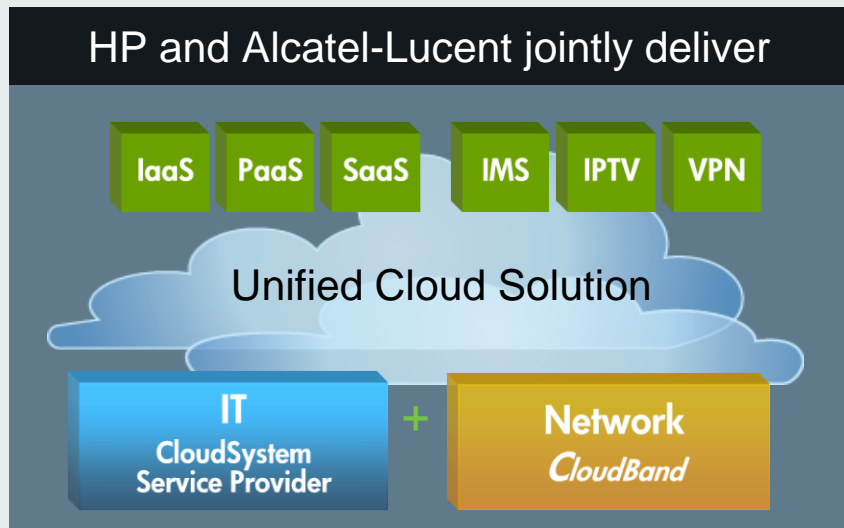 HP and Alcatel-Lucent jointly deliver
IaaS PaaS SaaS IMS IPTV VPN
Unified Cloud Solution
IT
CloudSystem
Service Provider
+
Network
CloudBand